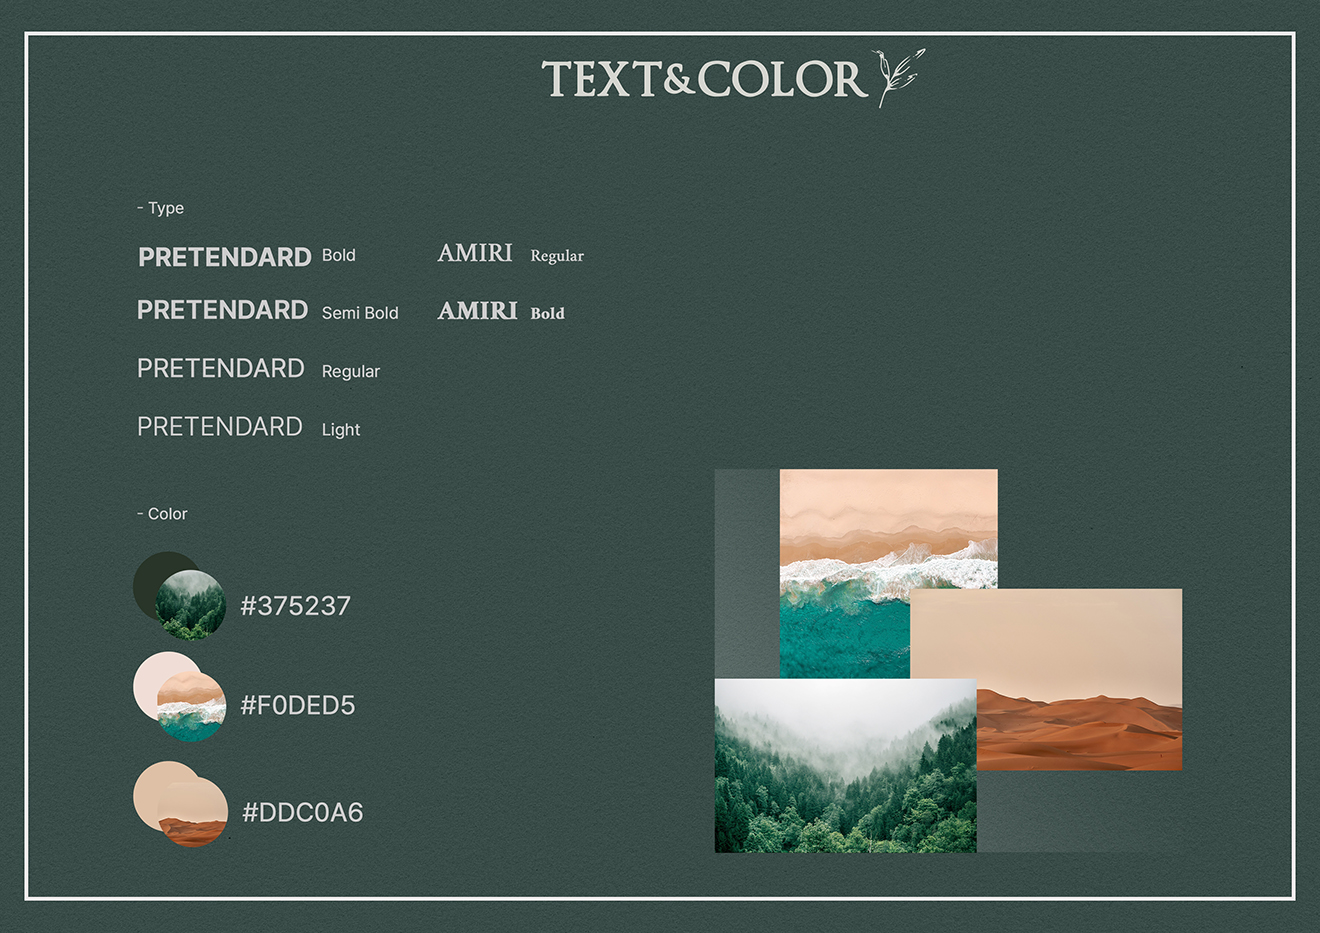 TEXT&COLOR
- Type
PRETENDARD Bold
AMIRI Regular
PRETENDARD Semi Bold
AMIRI Bold
PRETENDARD Regular
PRETENDARD Light
- Color
#375237
#F0DED5
#DDC0A6